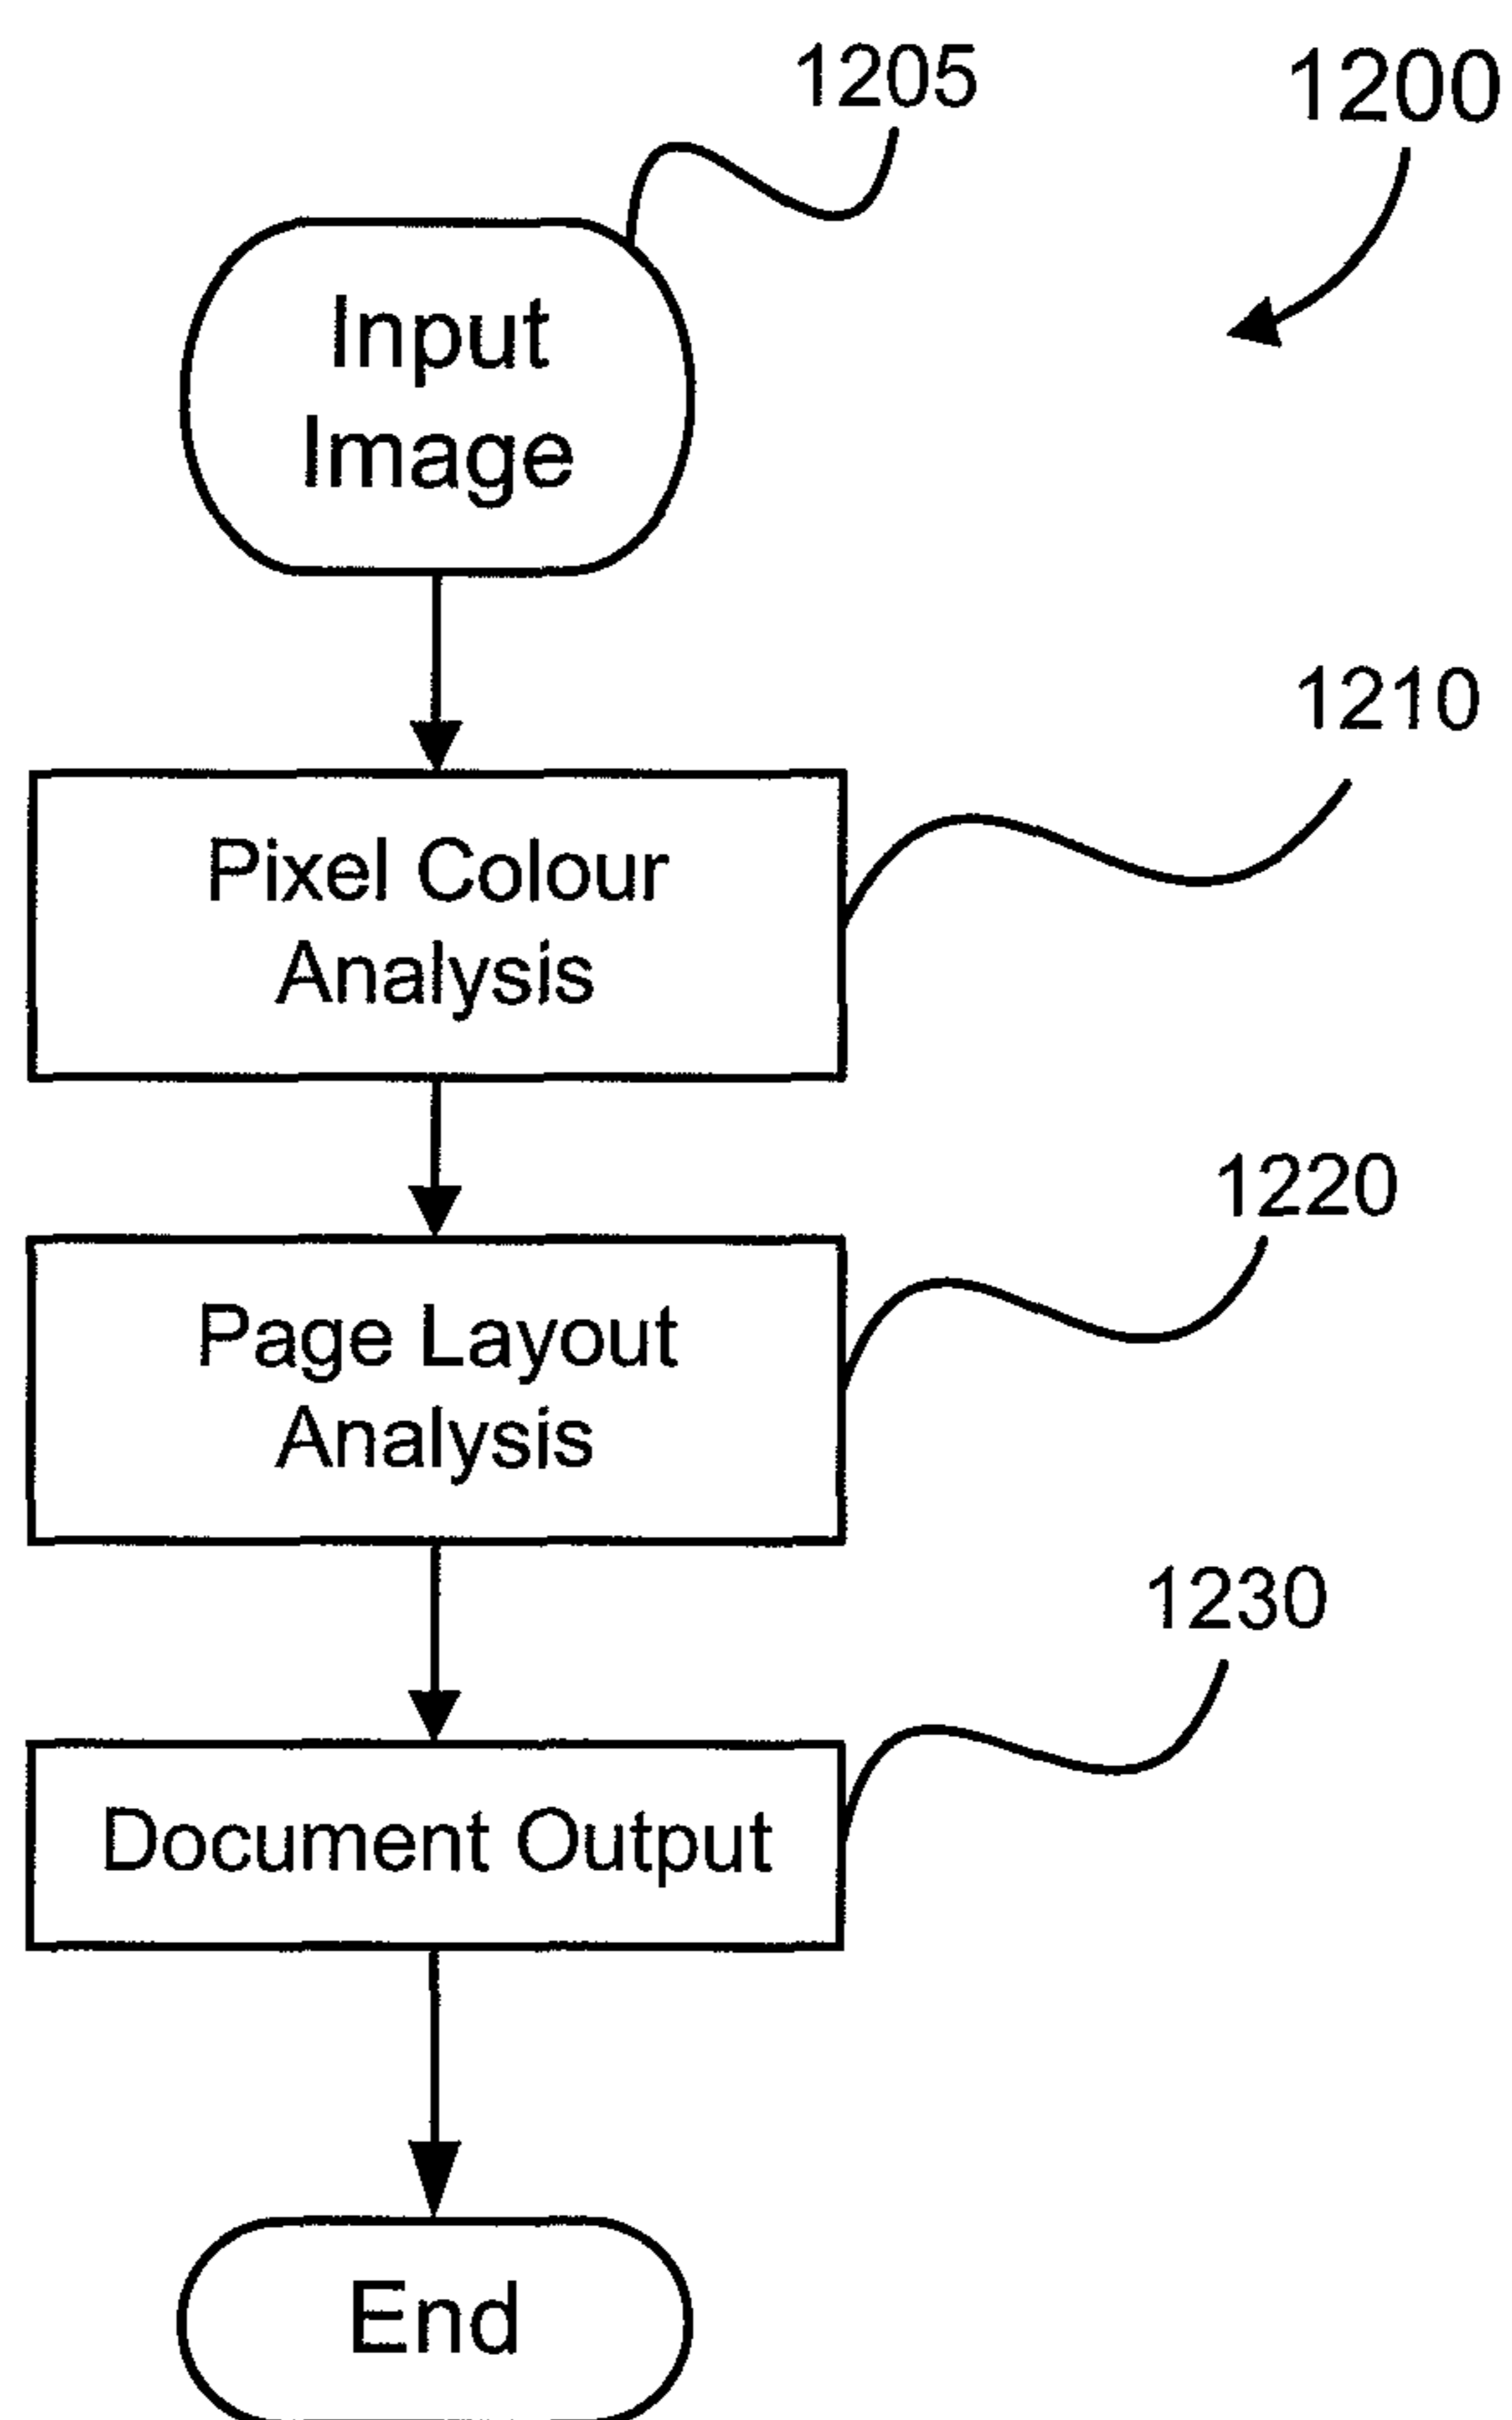 1205
1200
Input
Image
1210
Pixel Colour
Analysis
1220
Page Layout
Analysis
1230
Document Output
End